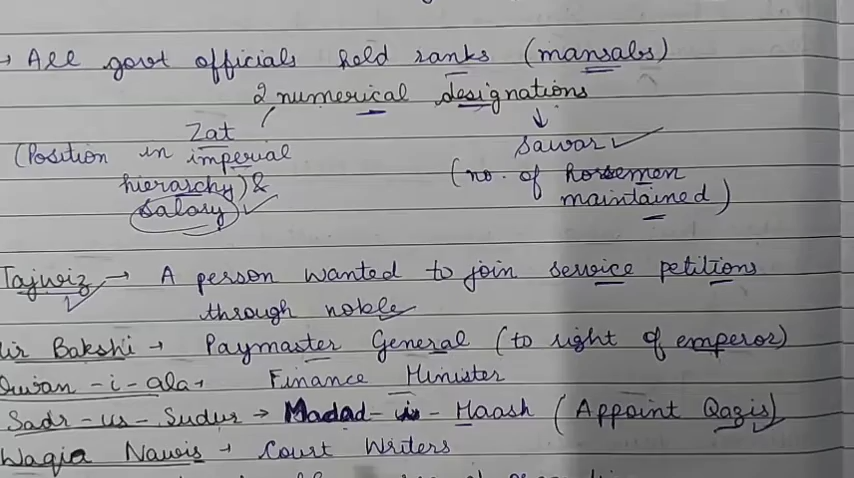 → All govt officials hold ranks (mansabs)
2 numerical designations
Zat
(Position in imperial hierarchy) & salary
↓
Sawar
(no. of horsemen maintained)
Tajwiz → A person wanted to join service petitions
through noble
ir Bakshi → Paymaster General (to right of emperor)
Diwan-i-ala → Finance Minister
Sadr-us-Sudur → Madad-i-Maash (Appoint Qazis)
Waqia Nawis → Court Writers